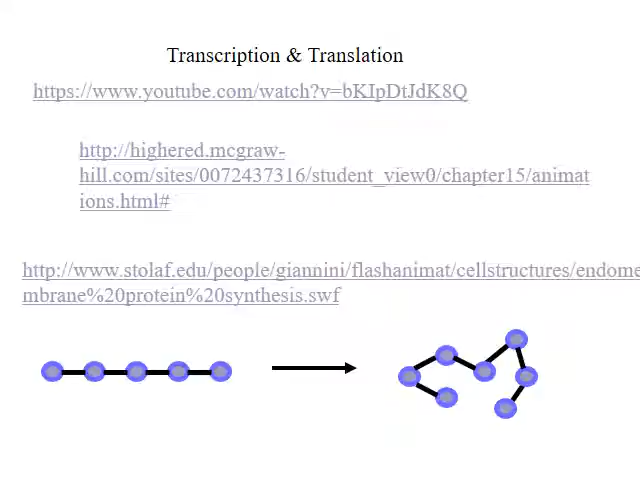 Transcription & Translation
https://www.youtube.com/watch?v=bKIpDtJdK8Q
http://highered.mcgraw-
hill.com/sites/0072437316/student_view0/chapter15/animat
ions.html#
http://www.stolaf.edu/people/giannini/flashanimat/cellstructures/endome
mbrane%20protein%20synthesis.swf